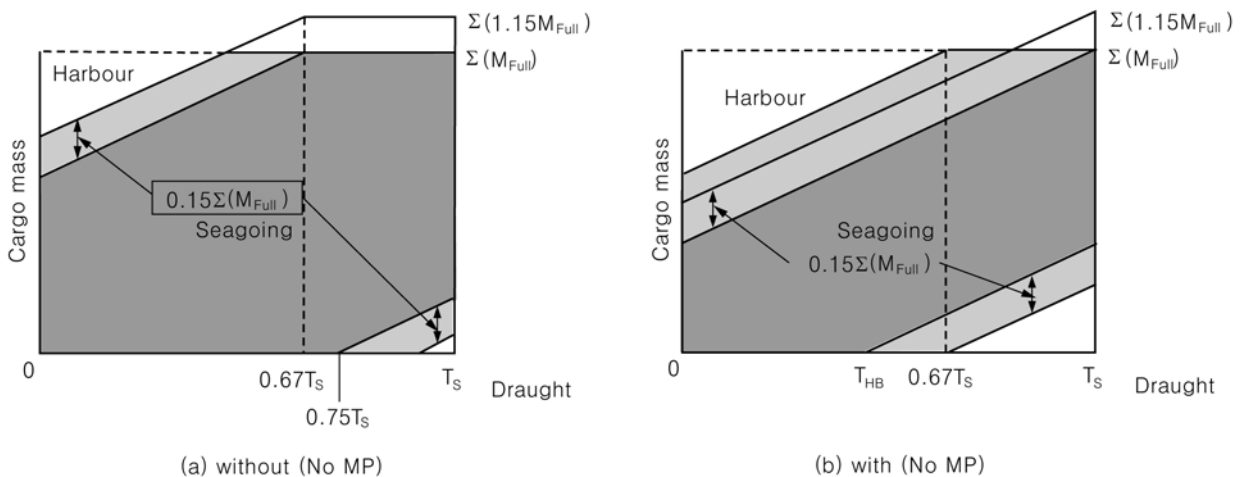 Σ(1.15M_Full)
Σ(M_Full)
Harbour
Cargo mass
0.15Σ(M_Full)
Seagoing
0
0.67T_S
T_S
Draught
0.75T_S
(a) without (No MP)
Σ(1.15M_Full)
Σ(M_Full)
Harbour
Cargo mass
Seagoing
0.15Σ(M_Full)
0
T_HB
0.67T_S
T_S
Draught
(b) with (No MP)